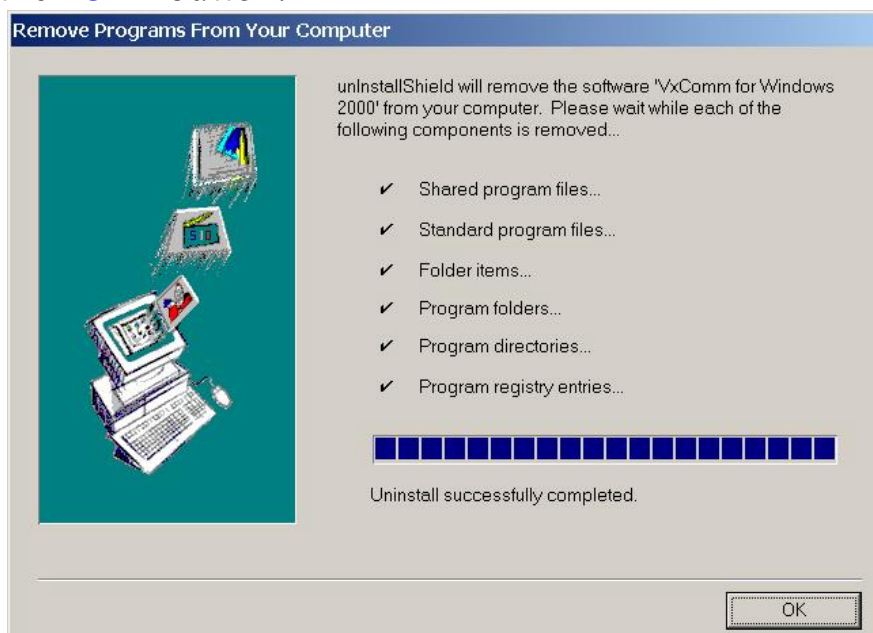 Remove Programs From Your Computer
unInstallShield will remove the software 'VxComm for Windows
2000' from your computer. Please wait while each of the
following components is removed...
✔ Shared program files...
✔ Standard program files...
✔ Folder items...
✔ Program folders...
✔ Program directories...
✔ Program registry entries...
Uninstall successfully completed.
OK